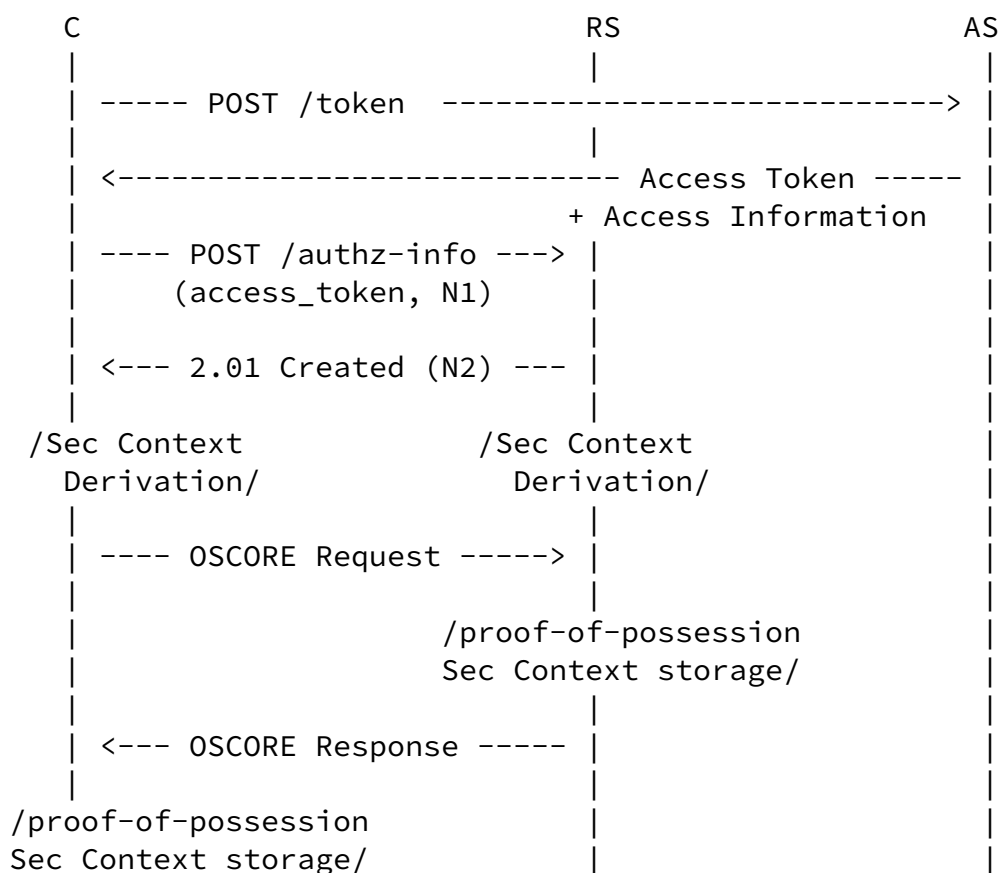 C RS AS
| | |
| ----- POST /token ----------------------------> |
| | |
| <---------------------------- Access Token ----- |
| + Access Information |
| ---- POST /authz-info ---> | |
| (access_token, N1) | |
| | |
| <--- 2.01 Created (N2) --- | |
| | |
/Sec Context /Sec Context |
Derivation/ Derivation/ |
| | |
| ---- OSCORE Request -----> | |
| | |
| /proof-of-possession |
| Sec Context storage/ |
| | |
| <--- OSCORE Response ----- | |
| | |
/proof-of-possession | |
Sec Context storage/ | |